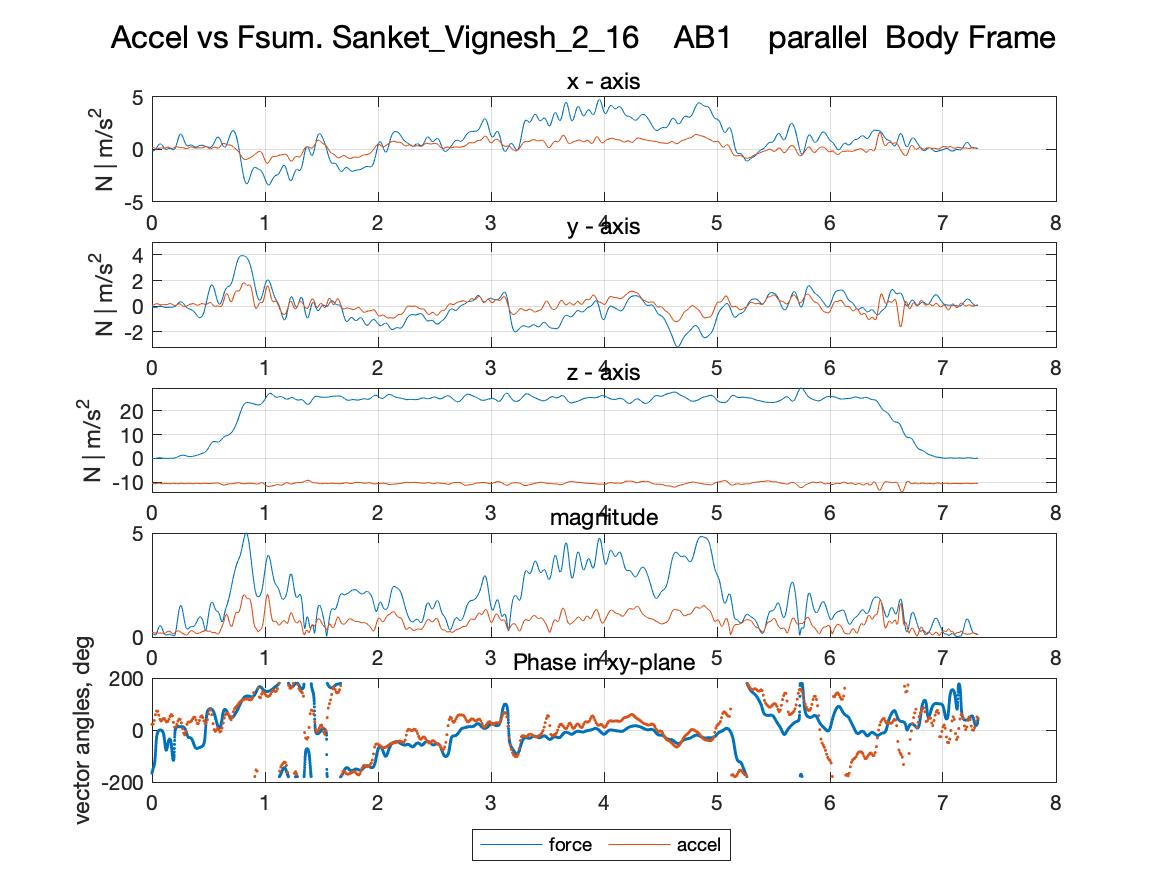 Accel vs Fsum. Sanket_Vignesh_2_16 AB1 parallel Body Frame
x - axis
N | m/s2
5
0
-5
0 1 2 3 4 5 6 7 8
y - axis
N | m/s2
4
2
0
-2
0 1 2 3 4 5 6 7 8
z - axis
N | m/s2
20
10
0
-10
0 1 2 3 4 5 6 7 8
magnitude
5
0
0 1 2 3 4 5 6 7 8
Phase in xy-plane
vector angles, deg
200
0
-200
0 1 2 3 4 5 6 7 8
force accel